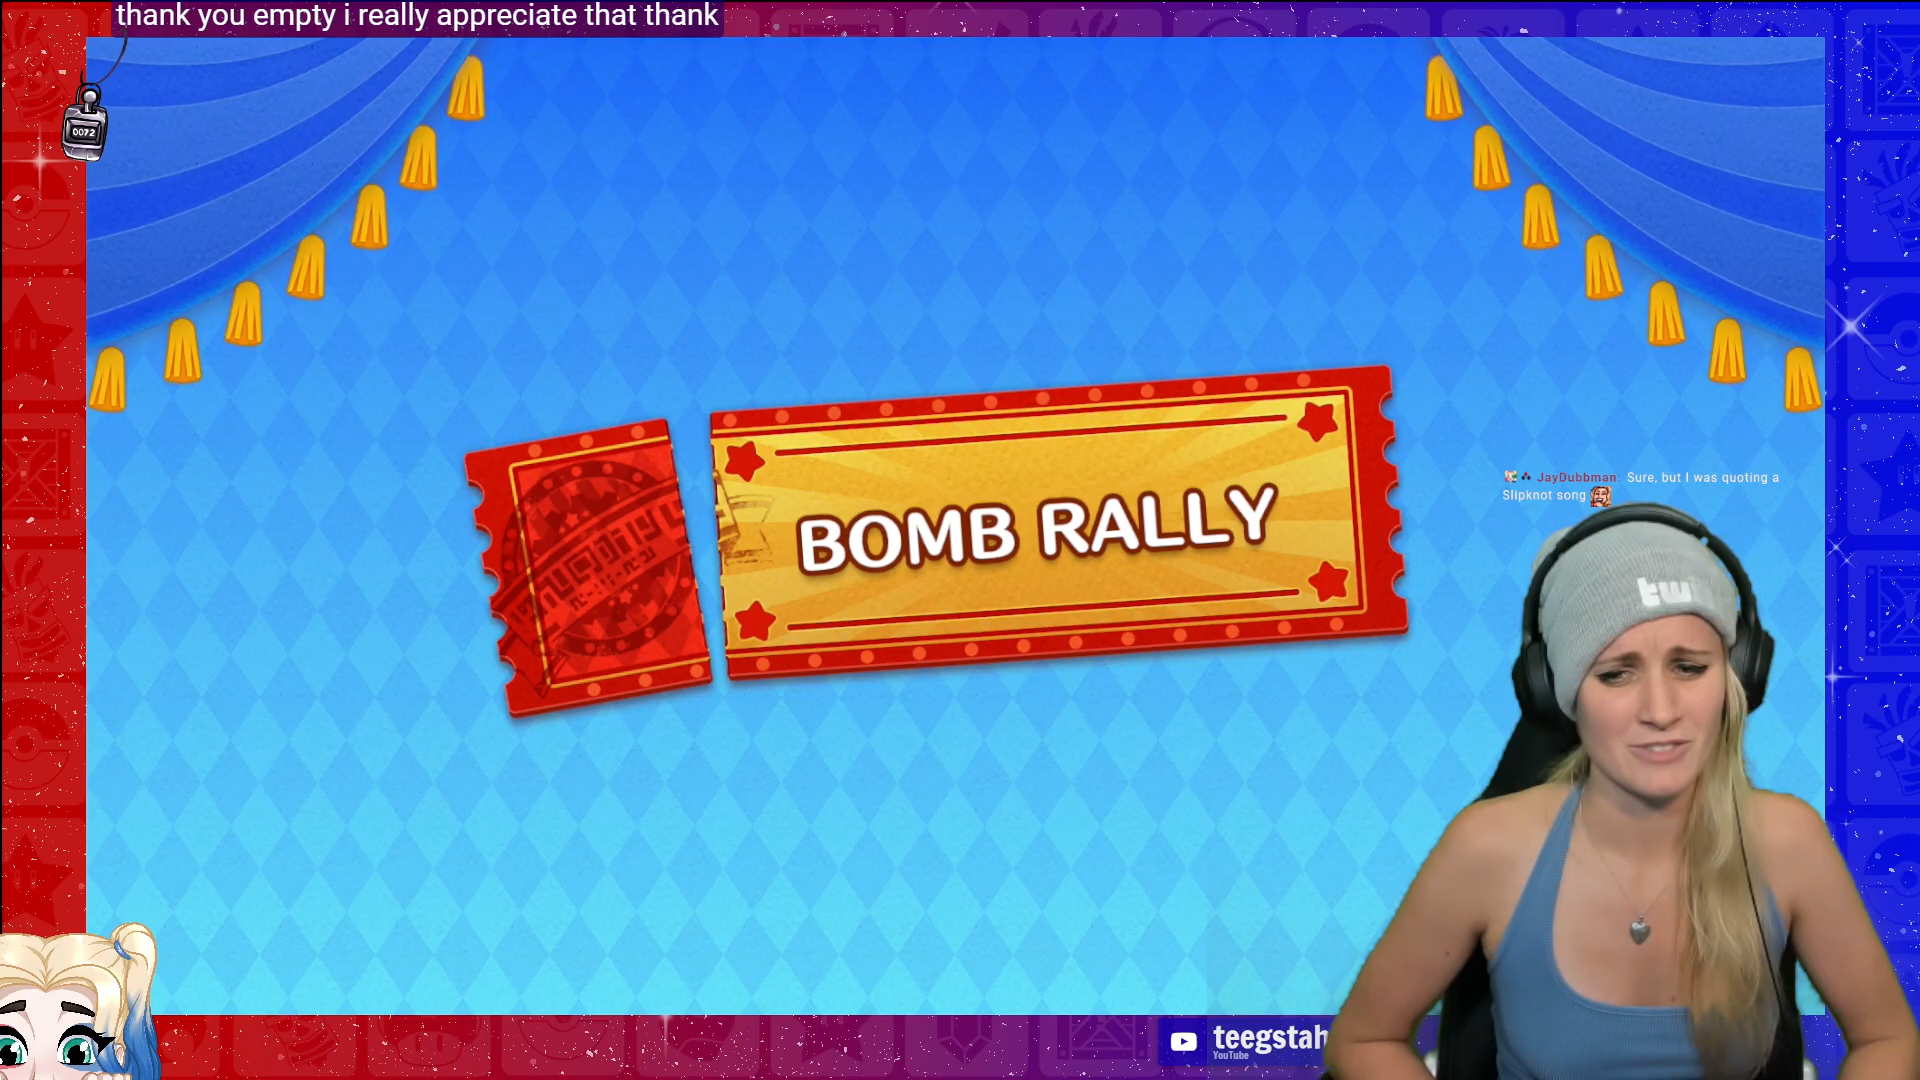 thank you empty i really appreciate that thank
0072
BOMB RALLY
JayDubbman: Sure, but I was quoting a
Slipknot song
twi
teegstah
YouTube